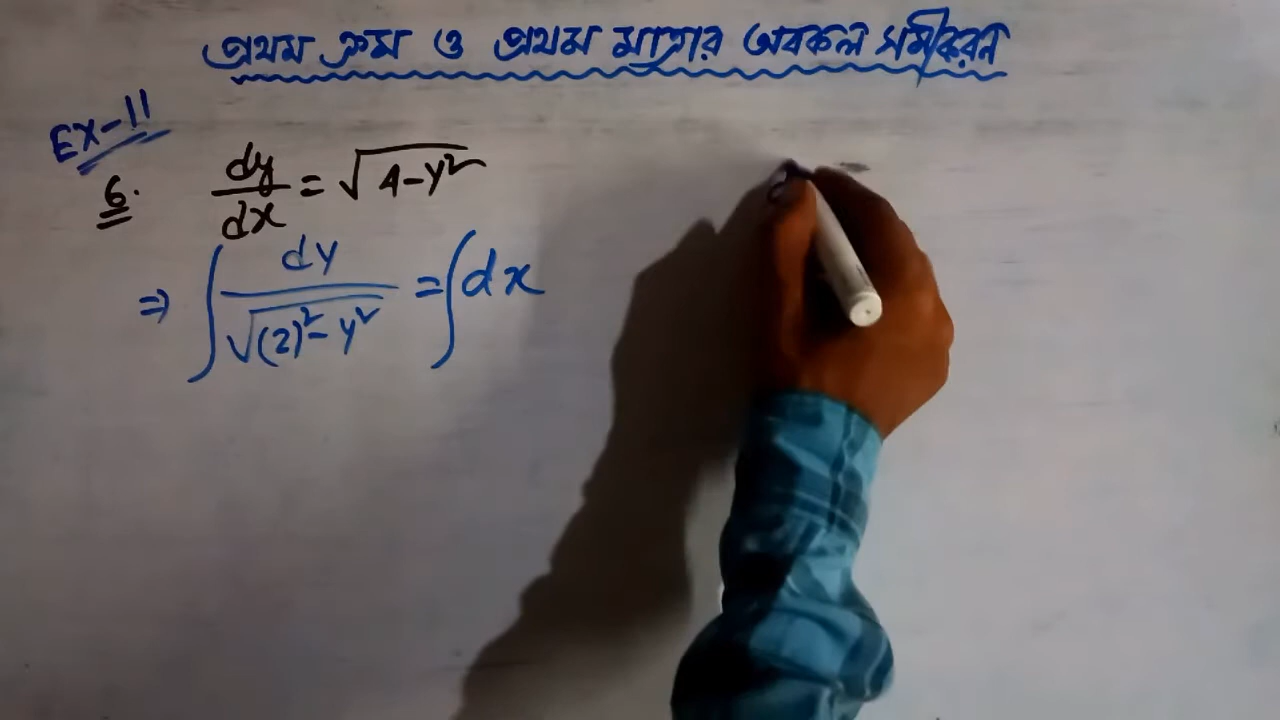 প্রথম ক্রম ও প্রথম মাত্রার অবকল সমীকরন
Ex-11
6. dy/dx = √(4-y²)
⇒ ∫ dy/√((2)²-y²) = ∫dx